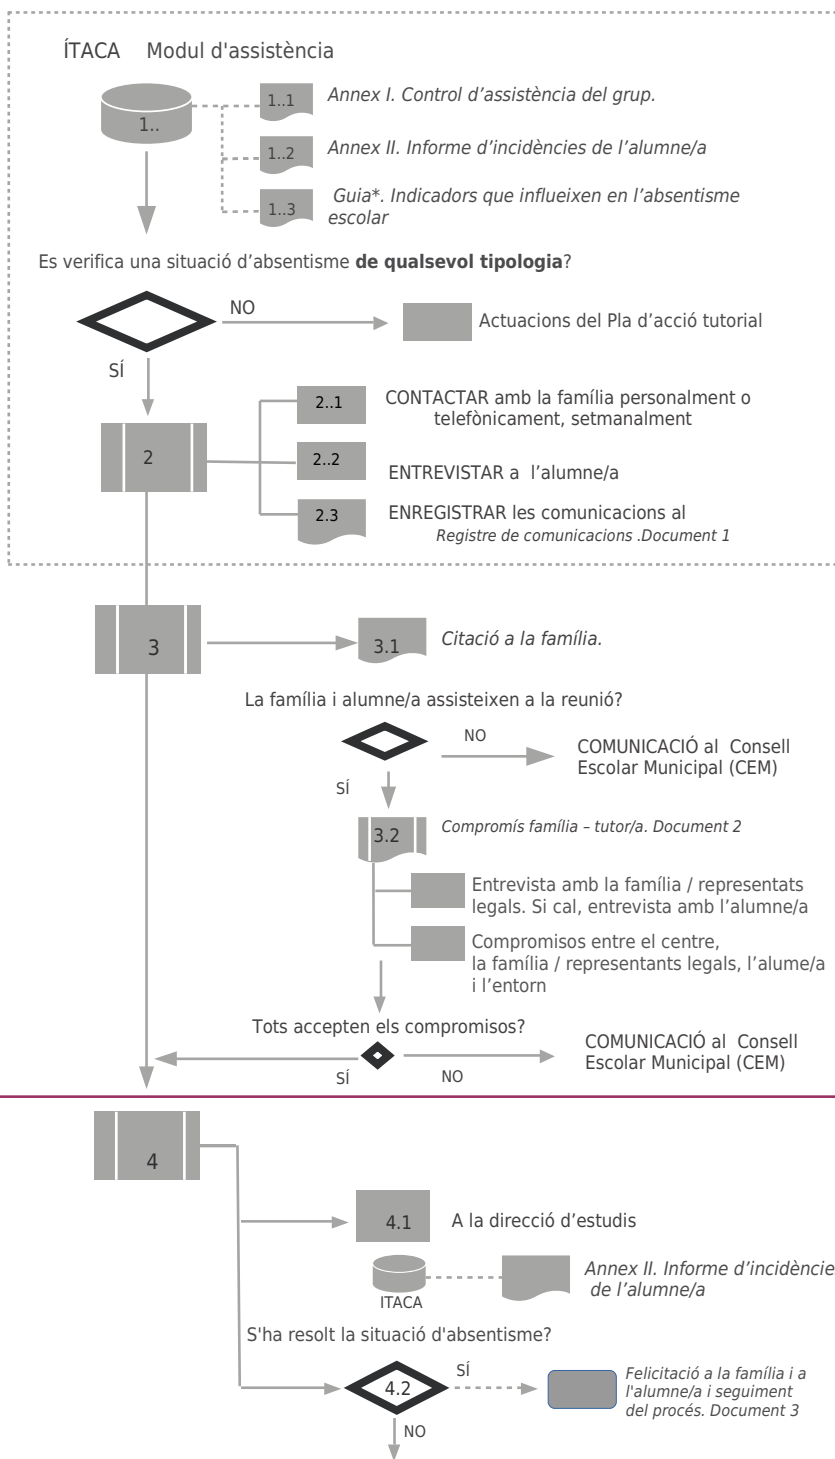 ÍTACA Modul d'assistència
1..
1..1
Annex I. Control d’assistència del grup.
1..2
Annex II. Informe d’incidències de l’alumne/a
1..3
Guia*. Indicadors que influeixen en l’absentisme
escolar
Es verifica una situació d’absentisme de qualsevol tipologia?
NO
Actuacions del Pla d’acció tutorial
SÍ
2
2..1
CONTACTAR amb la família personalment o
telefònicament, setmanalment
2..2
ENTREVISTAR a l’alumne/a
2.3
ENREGISTRAR les comunicacions al
Registre de comunicacions .Document 1
3
3.1
Citació a la família.
La família i alumne/a assisteixen a la reunió?
NO
COMUNICACIÓ al Consell
Escolar Municipal (CEM)
SÍ
3.2
Compromís família – tutor/a. Document 2
Entrevista amb la família / representats
legals. Si cal, entrevista amb l’alumne/a
Compromisos entre el centre,
la família / representants legals, l’alume/a
i l’entorn
Tots accepten els compromisos?
SÍ
NO
COMUNICACIÓ al Consell
Escolar Municipal (CEM)
4
4.1
A la direcció d’estudis
ITACA
Annex II. Informe d’incidències
de l’alumne/a
S'ha resolt la situació d'absentisme?
4.2
SÍ
Felicitació a la família i a
l'alumne/a i seguiment
del procés. Document 3
NO